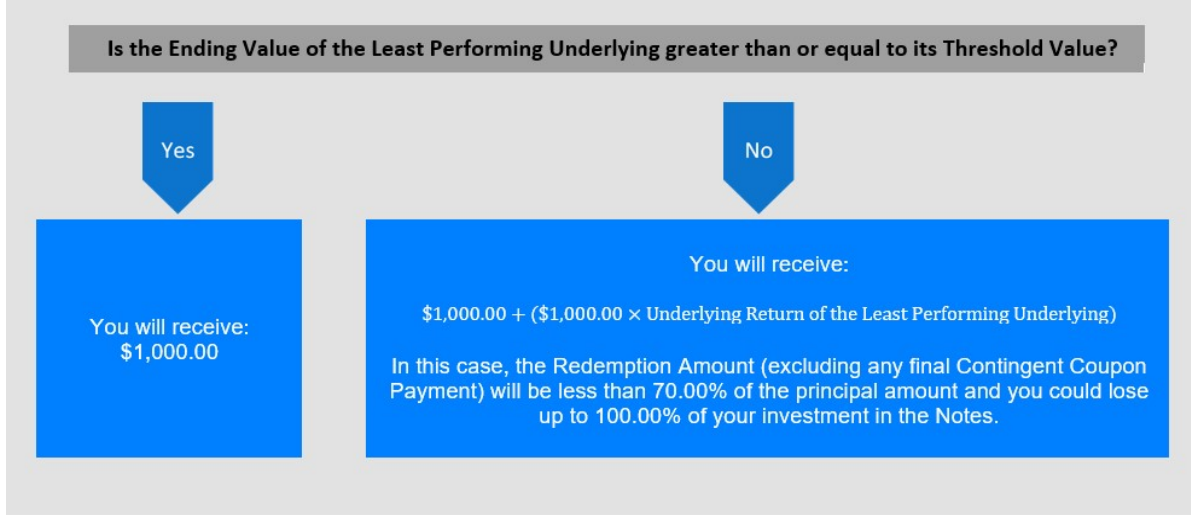 Is the Ending Value of the Least Performing Underlying greater than or equal to its Threshold Value?
Yes
No
You will receive:
$1,000.00
You will receive:
$1,000.00 + ($1,000.00 × Underlying Return of the Least Performing Underlying)
In this case, the Redemption Amount (excluding any final Contingent Coupon
Payment) will be less than 70.00% of the principal amount and you could lose
up to 100.00% of your investment in the Notes.